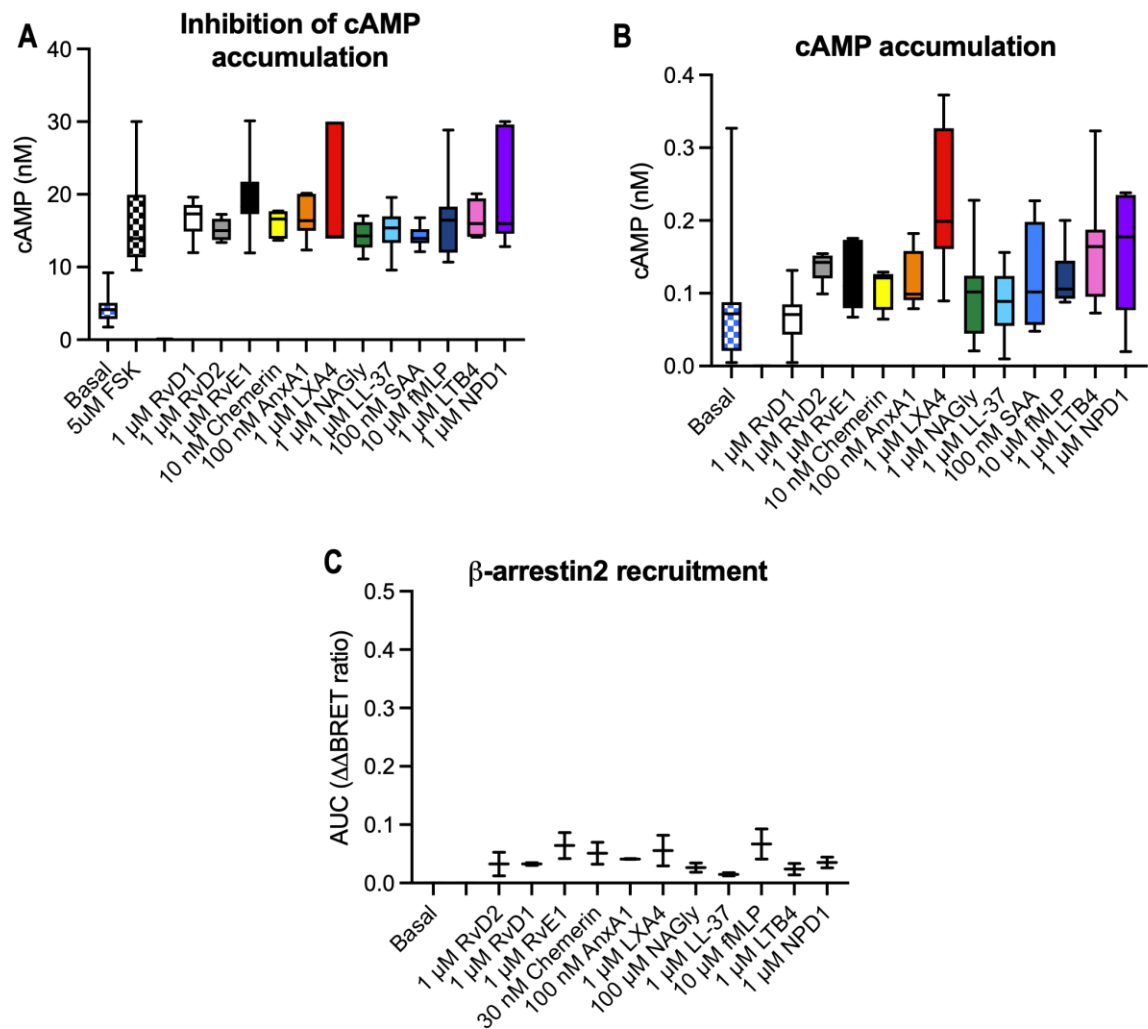 A
Inhibition of cAMP
accumulation
cAMP (nM)
40
30
20
10
0
Basal
5uM FSK
1 µM RvD1
1 µM RvD2
1 µM RvE1
10 nM Chemerin
100 nM AnxA1
1 µM LXA4
1 µM NAGly
1 µM LL-37
100 nM SAA
10 µM fMLP
1 µM LTB4
1 µM NPD1
B
cAMP accumulation
cAMP (nM)
0.4
0.3
0.2
0.1
0.0
Basal
1 µM RvD1
1 µM RvD2
1 µM RVE1
10 nM Chemerin
100 nM AnxA1
1 µM LXA4
1 µM NAGly
1 µM LL-37
100 nM SAA
10 µM fMLP
1 µM LTB4
1 µM NPD1
C
β-arrestin2 recruitment
AUC (ΔΔBRET ratio)
0.5
0.4
0.3
0.2
0.1
0.0
Basal
1 µM RvD2
1 µM RvD1
1 µM RvE1
30 nM Chemerin
100 nM AnxA1
1 µM LXA4
100 µM NAGly
1 µM LL-37
10 µM fMLP
1 µM LTB4
1 µM NPD1